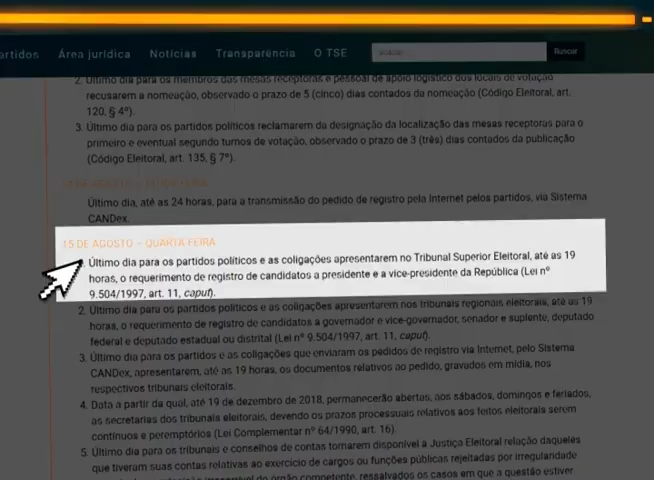 artidos Área jurídica Notícias Transparência O TSE Buscar
2. Último dia para os membros das mesas receptoras e pessoal de apoio logístico dos locais de votação
recusarem a nomeação, observado o prazo de 5 (cinco) dias contados da nomeação (Código Eleitoral, art.
120, § 4º).
3. Último dia para os partidos políticos reclamarem da designação da localização das mesas receptoras para o
primeiro e eventual segundo turnos de votação, observado o prazo de 3 (três) dias contados da publicação
(Código Eleitoral, art. 135, § 7º).
Último dia, até as 24 horas, para a transmissão do pedido de registro pela Internet pelos partidos, via Sistema
CANDex.
15 DE AGOSTO – QUARTA-FEIRA
Último dia para os partidos políticos e as coligações apresentarem no Tribunal Superior Eleitoral, até as 19
horas, o requerimento de registro de candidatos a presidente e a vice-presidente da República (Lei nº
9.504/1997, art. 11, caput).
2. Último dia para os partidos políticos e as coligações apresentarem nos tribunais regionais eleitorais, até as 19
horas, o requerimento de registro de candidatos a governador e vice-governador, senador e suplente, deputado
federal e deputado estadual ou distrital (Lei nº 9.504/1997, art. 11, caput).
3. Último dia para os partidos e as coligações que enviaram os pedidos de registro via Internet, pelo Sistema
CANDex, apresentarem, até as 19 horas, os documentos relativos ao pedido, gravados em mídia, nos
respectivos tribunais eleitorais.
4. Data a partir da qual, até 19 de dezembro de 2018, permanecerão abertas, aos sábados, domingos e feriados,
as secretarias dos tribunais eleitorais, devendo os prazos processuais relativos aos feitos eleitorais serem
contínuos e peremptórios (Lei Complementar nº 64/1990, art. 16).
5. Último dia para os tribunais e conselhos de contas tornarem disponível à Justiça Eleitoral relação daqueles
que tiveram suas contas relativas ao exercício de cargos ou funções públicas rejeitadas por irregularidade
do órgão competente, ressalvados os casos em que a questão estiver